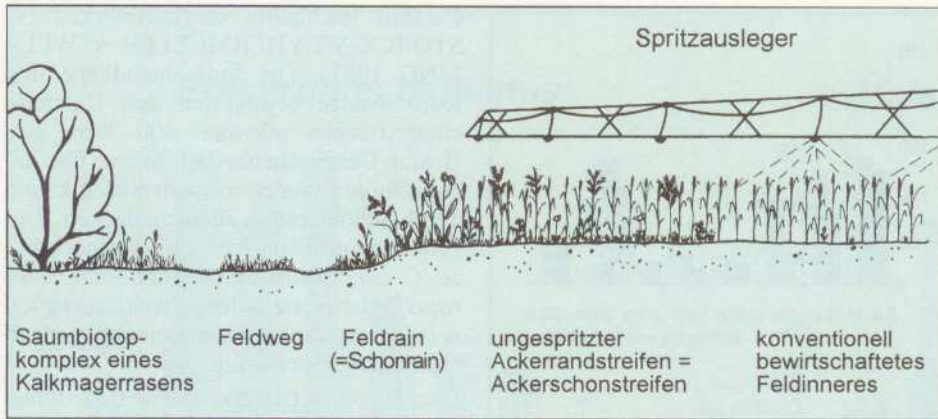 Spritzausleger
Saumbiotop-
komplex eines
Kalkmagerrasens
Feldweg
Feldrain
(=Schonrain)
ungespritzter
Ackerrandstreifen =
Ackerschonstreifen
konventionell
bewirtschaftetes
Feldinneres